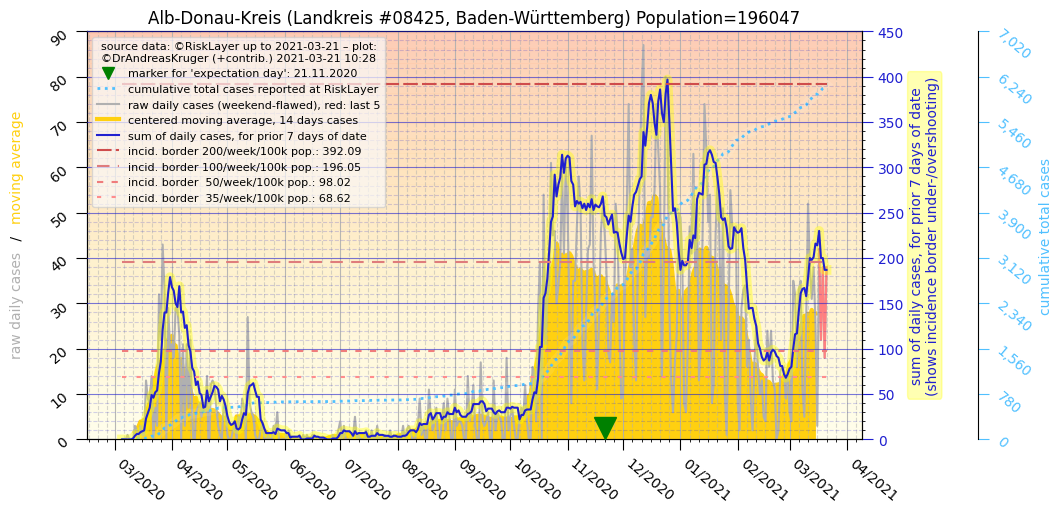 Alb-Donau-Kreis (Landkreis #08425, Baden-Württemberg) Population=196047
source data: ©RiskLayer up to 2021-03-21 – plot:
©DrAndreasKruger (+contrib.) 2021-03-21 10:28
marker for 'expectation day': 21.11.2020
cumulative total cases reported at RiskLayer
raw daily cases (weekend-flawed), red: last 5
centered moving average, 14 days cases
sum of daily cases, for prior 7 days of date
incid. border 200/week/100k pop.: 392.09
incid. border 100/week/100k pop.: 196.05
incid. border  50/week/100k pop.: 98.02
incid. border  35/week/100k pop.: 68.62
raw daily cases / moving average
90
80
70
60
50
40
30
20
10
0
03/2020
04/2020
05/2020
06/2020
07/2020
08/2020
09/2020
10/2020
11/2020
12/2020
01/2021
02/2021
03/2021
04/2021
450
400
350
300
250
200
150
100
50
0
sum of daily cases, for prior 7 days of date
(shows incidence border under-/overshooting)
7,020
6,240
5,460
4,680
3,900
3,120
2,340
1,560
780
0
cumulative total cases